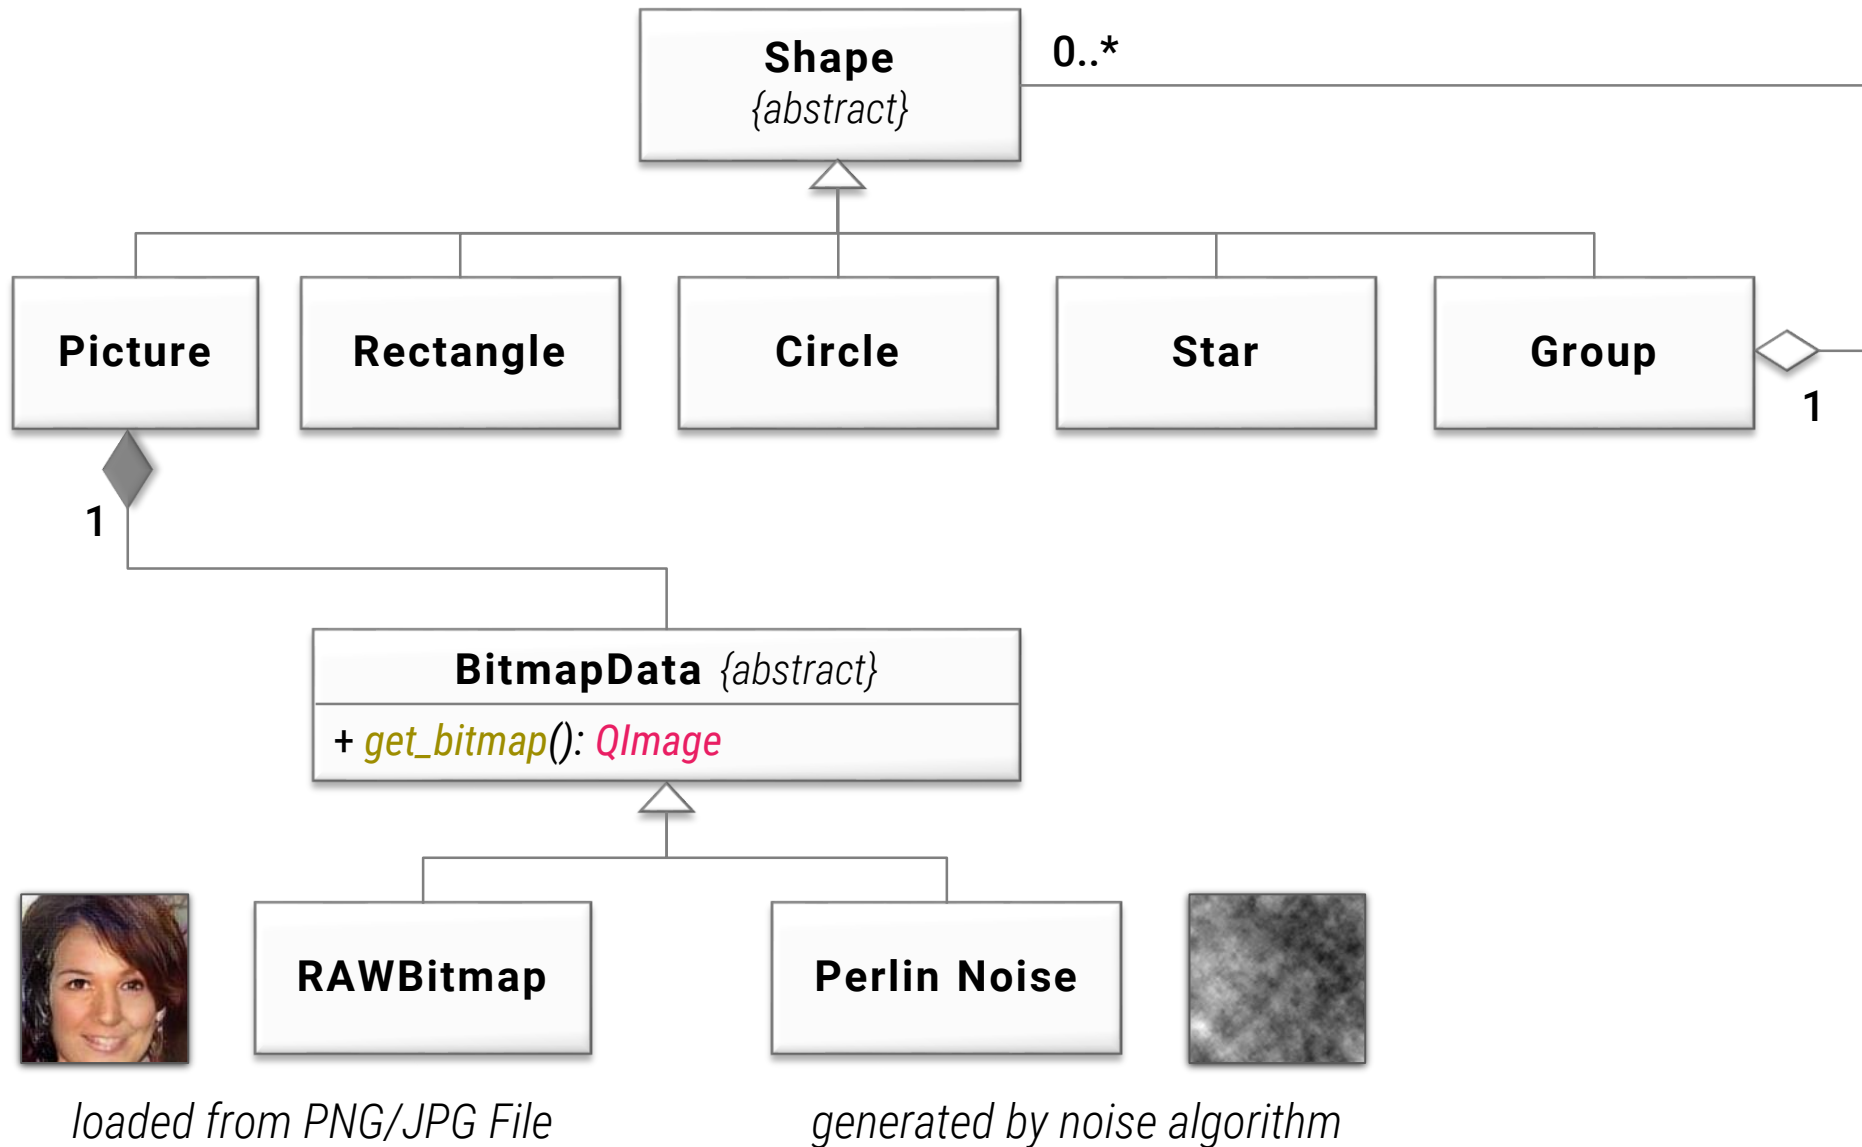 Shape
{abstract}
0..*
Picture
Rectangle
Circle
Star
Group
1
1
BitmapData {abstract}
+ get_bitmap(): QImage
RAWBitmap
Perlin Noise
loaded from PNG/JPG File
generated by noise algorithm